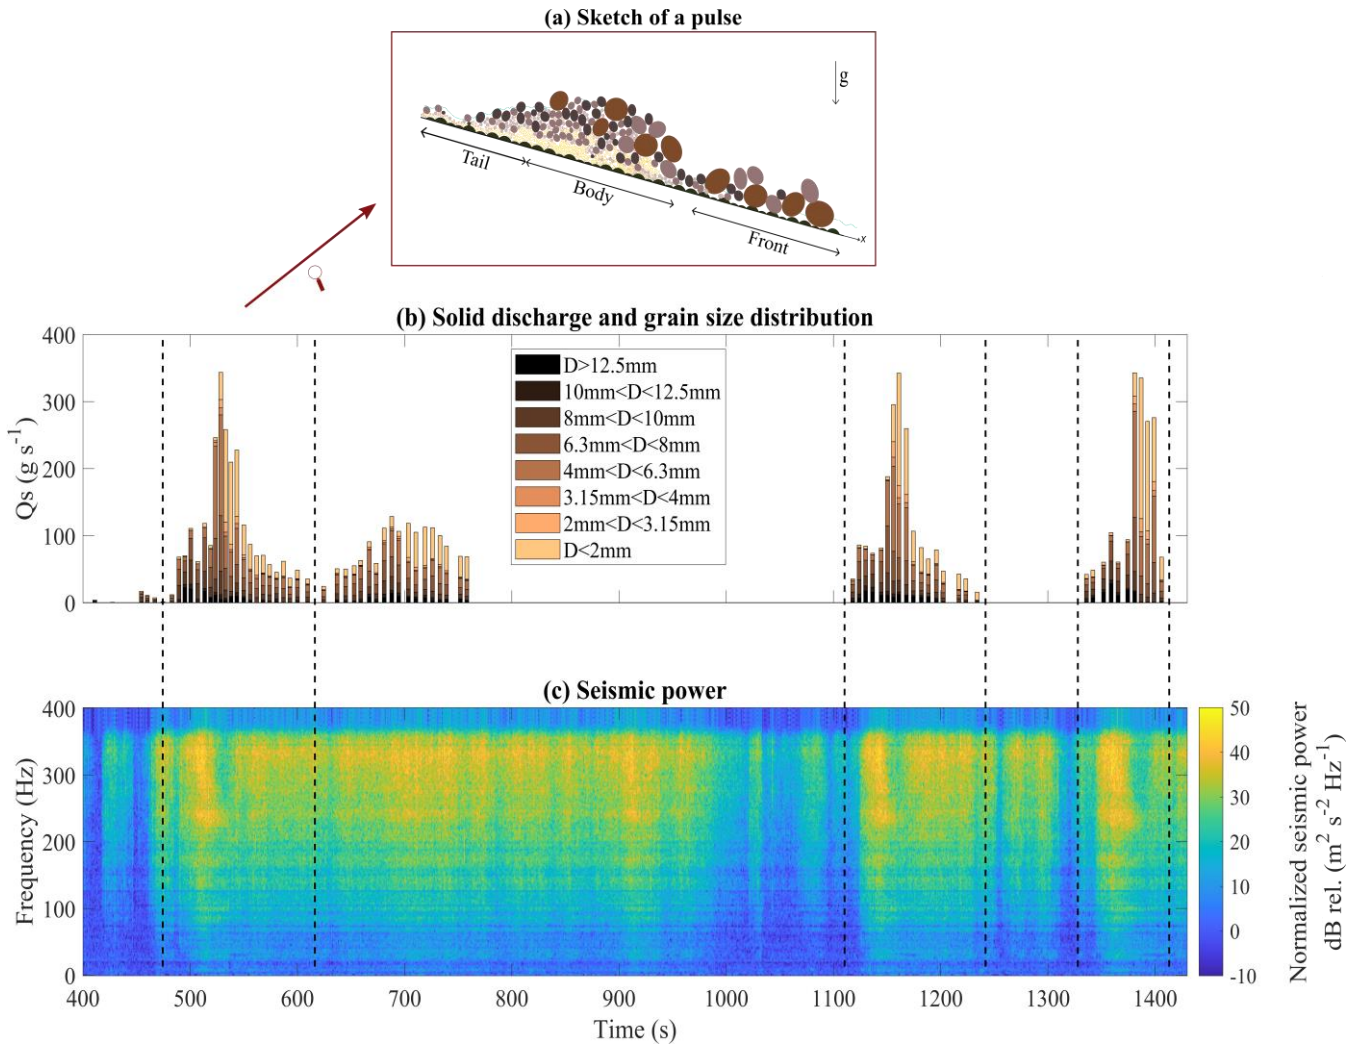 (a) Sketch of a pulse
g
Tail
Body
Front
x
(b) Solid discharge and grain size distribution
400
300
200
100
0
Qs (g s⁻¹)
D>12.5mm
10mm<D<12.5mm
8mm<D<10mm
6.3mm<D<8mm
4mm<D<6.3mm
3.15mm<D<4mm
2mm<D<3.15mm
D<2mm
(c) Seismic power
400
300
200
100
0
Frequency (Hz)
400 500 600 700 800 900 1000 1100 1200 1300 1400
Time (s)
50
40
30
20
10
0
-10
Normalized seismic power
dB rel. (m² s⁻² Hz⁻¹)